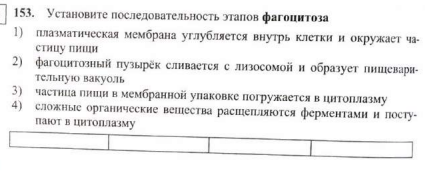 153. Установите последовательность этапов фагоцитоза
1) плазматическая мембрана углубляется внутрь клетки и окружает ча-
стицу пищи
2) фагоцитозный пузырёк сливается с лизосомой и образует пищевари-
тельную вакуоль
3) частица пищи в мембранной упаковке погружается в цитоплазму
4) сложные органические вещества расщепляются ферментами и посту-
пают в цитоплазму